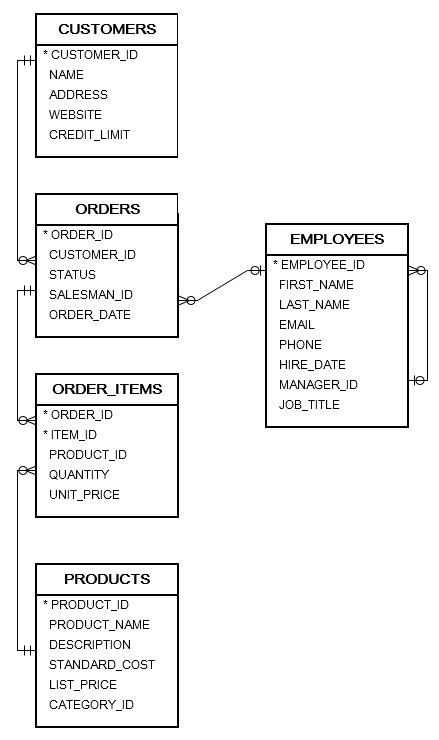 CUSTOMERS
* CUSTOMER_ID
NAME
ADDRESS
WEBSITE
CREDIT_LIMIT
ORDERS
* ORDER_ID
CUSTOMER_ID
STATUS
SALESMAN_ID
ORDER_DATE
EMPLOYEES
* EMPLOYEE_ID
FIRST_NAME
LAST_NAME
EMAIL
PHONE
HIRE_DATE
MANAGER_ID
JOB_TITLE
ORDER_ITEMS
* ORDER_ID
* ITEM_ID
PRODUCT_ID
QUANTITY
UNIT_PRICE
PRODUCTS
* PRODUCT_ID
PRODUCT_NAME
DESCRIPTION
STANDARD_COST
LIST_PRICE
CATEGORY_ID